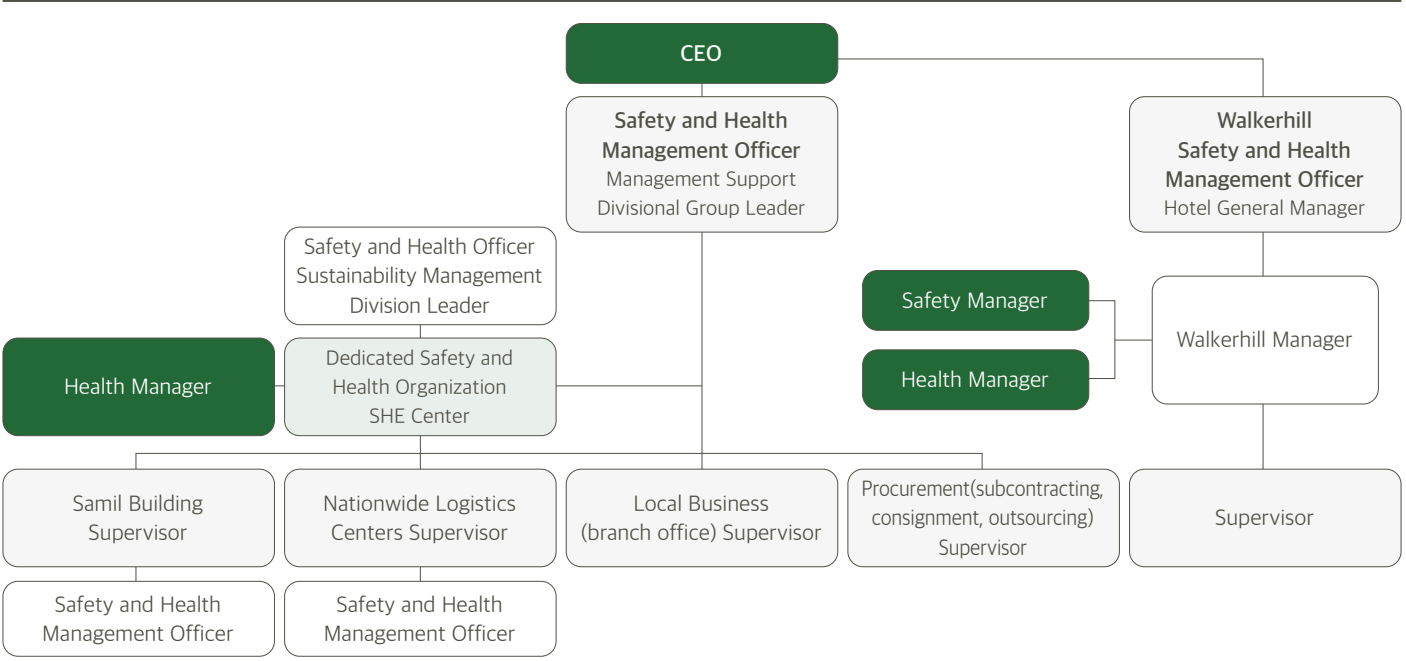 CEO
Safety and Health
Management Officer
Management Support
Divisional Group Leader
Walkerhill
Safety and Health
Management Officer
Hotel General Manager
Safety and Health Officer
Sustainability Management
Division Leader
Safety Manager
Health Manager
Walkerhill Manager
Health Manager
Dedicated Safety and
Health Organization
SHE Center
Samil Building
Supervisor
Nationwide Logistics
Centers Supervisor
Local Business
(branch office) Supervisor
Procurement(subcontracting,
consignment, outsourcing)
Supervisor
Supervisor
Safety and Health
Management Officer
Safety and Health
Management Officer